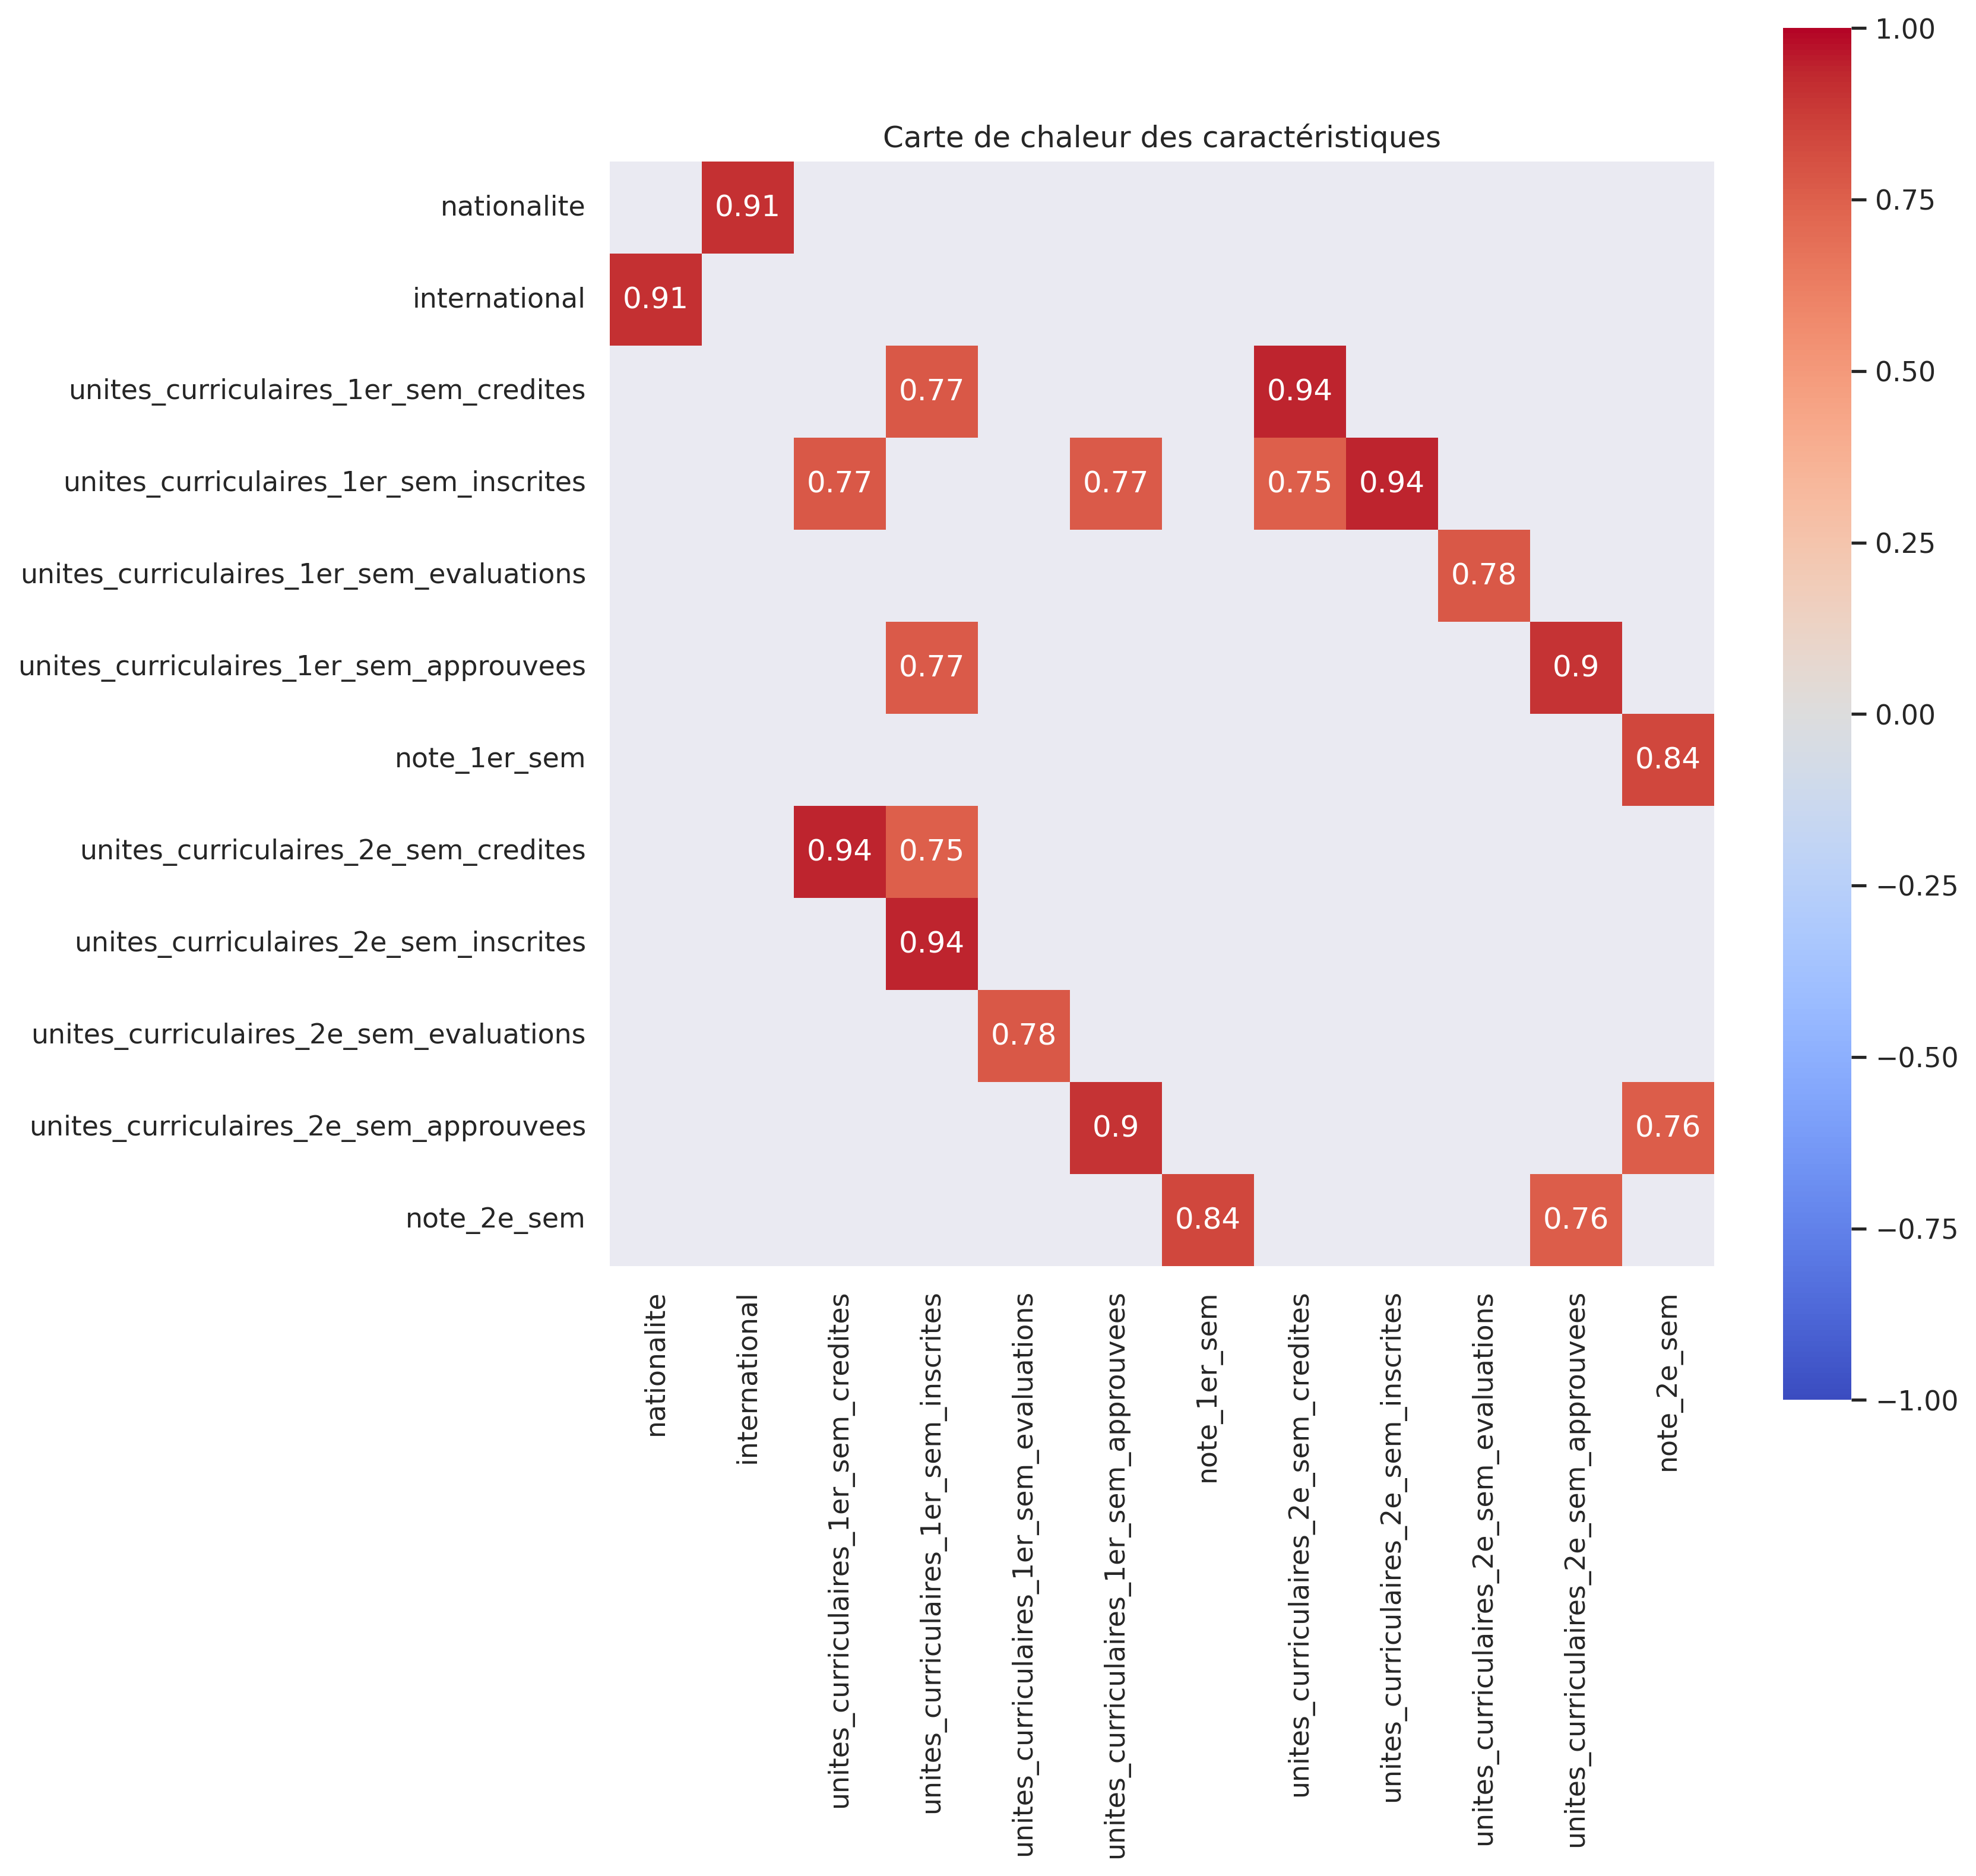 Carte de chaleur des caractéristiques
nationalite 0.91
international 0.91
unites_curriculaires_1er_sem_credites 0.77 0.94
unites_curriculaires_1er_sem_inscrites 0.77 0.77 0.75 0.94
unites_curriculaires_1er_sem_evaluations 0.78
unites_curriculaires_1er_sem_approuvees 0.77 0.9
note_1er_sem 0.84
unites_curriculaires_2e_sem_credites 0.94 0.75
unites_curriculaires_2e_sem_inscrites 0.94
unites_curriculaires_2e_sem_evaluations 0.78
unites_curriculaires_2e_sem_approuvees 0.9 0.76
note_2e_sem 0.84 0.76
nationalite
international
unites_curriculaires_1er_sem_credites
unites_curriculaires_1er_sem_inscrites
unites_curriculaires_1er_sem_evaluations
unites_curriculaires_1er_sem_approuvees
note_1er_sem
unites_curriculaires_2e_sem_credites
unites_curriculaires_2e_sem_inscrites
unites_curriculaires_2e_sem_evaluations
unites_curriculaires_2e_sem_approuvees
note_2e_sem
1.00
0.75
0.50
0.25
0.00
−0.25
−0.50
−0.75
−1.00